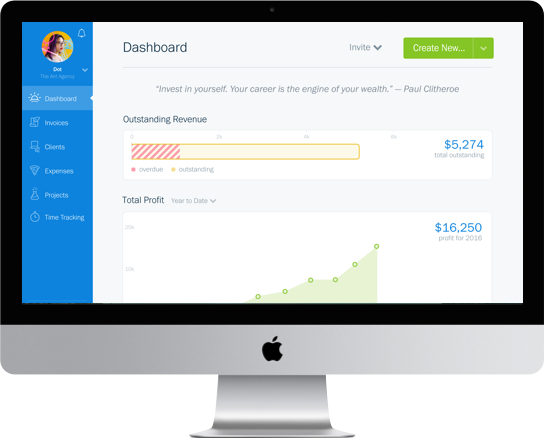 Dashboard
Invite
Create New...
Dot
The Art Agency
Dashboard
Invoices
Clients
Expenses
Projects
Time Tracking
“Invest in yourself. Your career is the engine of your wealth.” — Paul Clitheroe
Outstanding Revenue
0 2k 4k 6k
$5,274
total outstanding
overdue outstanding
Total Profit Year to Date
20k
$16,250
profit for 2016
10k